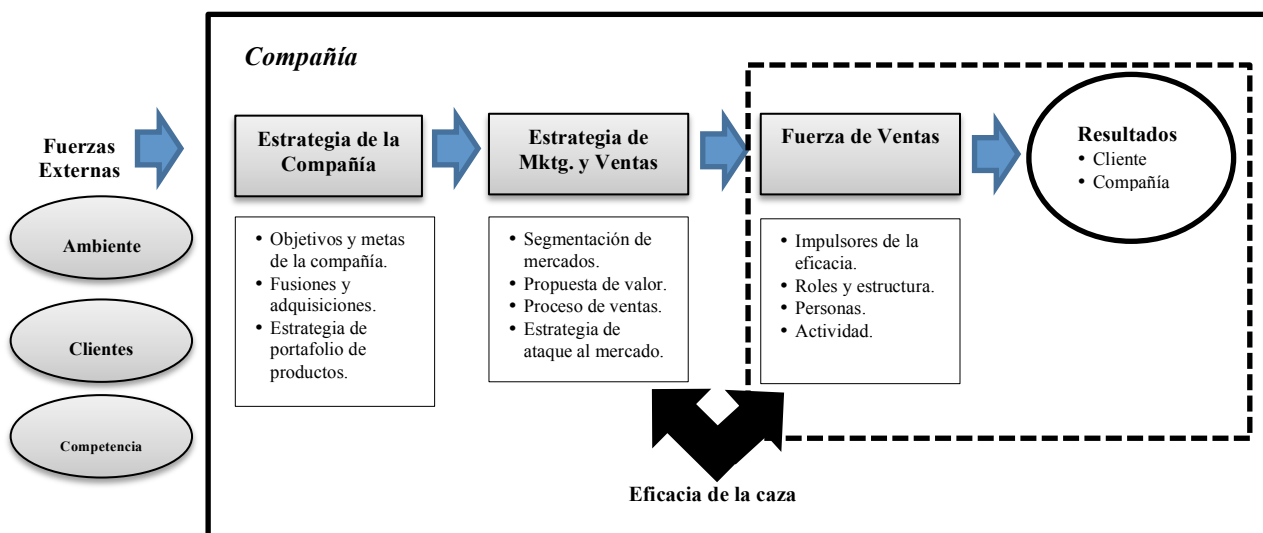 Compañía
Fuerzas
Externas
Ambiente
Clientes
Competencia
Estrategia de la
Compañía
• Objetivos y metas
de la compañía.
• Fusiones y
adquisiciones.
• Estrategia de
portafolio de
productos.
Estrategia de
Mktg. y Ventas
• Segmentación de
mercados.
• Propuesta de valor.
• Proceso de ventas.
• Estrategia de
ataque al mercado.
Fuerza de Ventas
• Impulsores de la
eficacia.
• Roles y estructura.
• Personas.
• Actividad.
Resultados
• Cliente
• Compañía
Eficacia de la caza